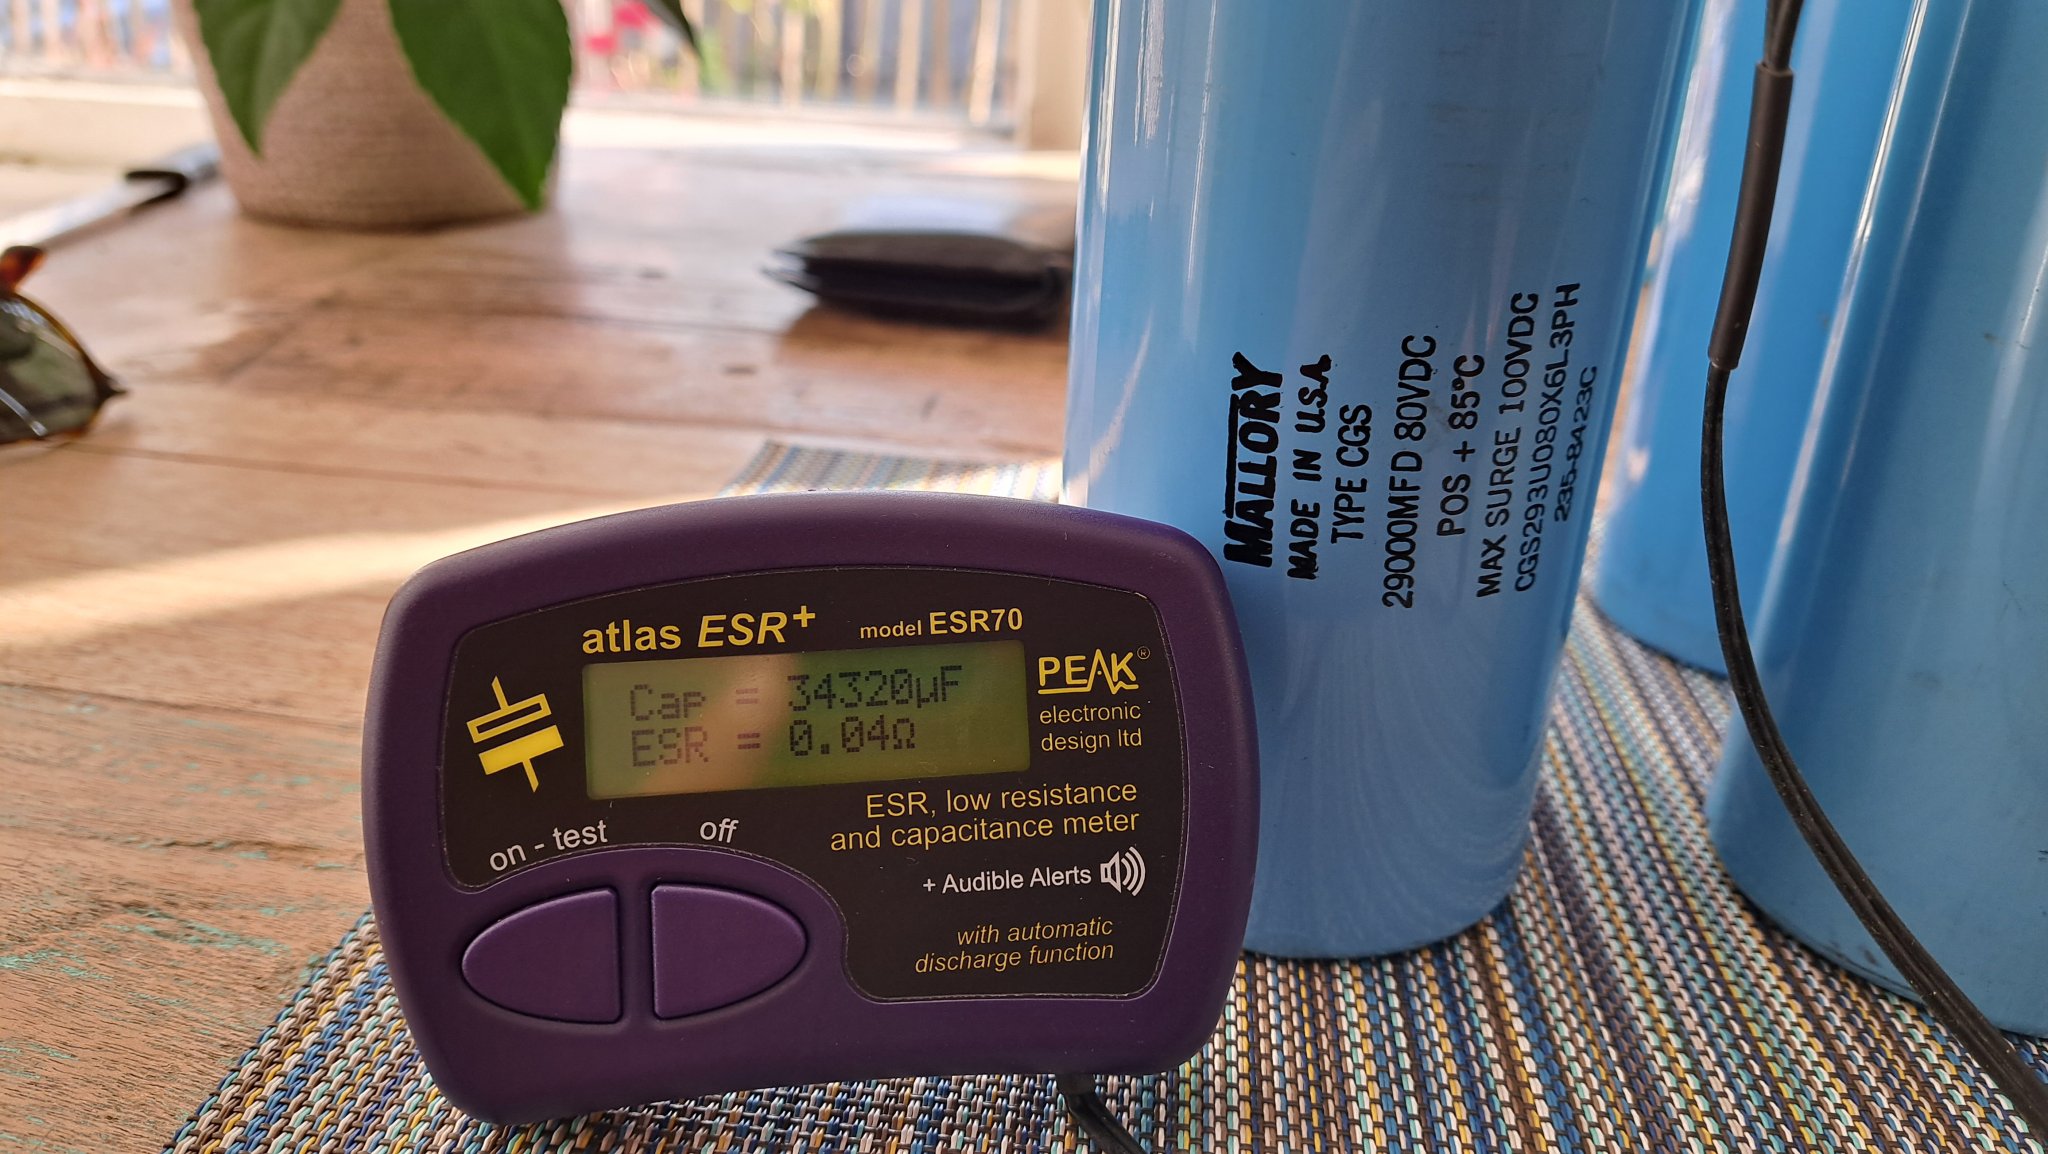 MALLORY
MADE IN U.S.A
TYPE CGS
29000MFD 80VDC
POS + 85°C
MAX SURGE 100VDC
CGS293U080X6L3PH
235-8423C
atlas ESR+
model ESR70
Cap = 34320µF
ESR = 0.04Ω
PEAK®
electronic
design ltd
ESR, low resistance
and capacitance meter
on - test
off
+ Audible Alerts
with automatic
discharge function